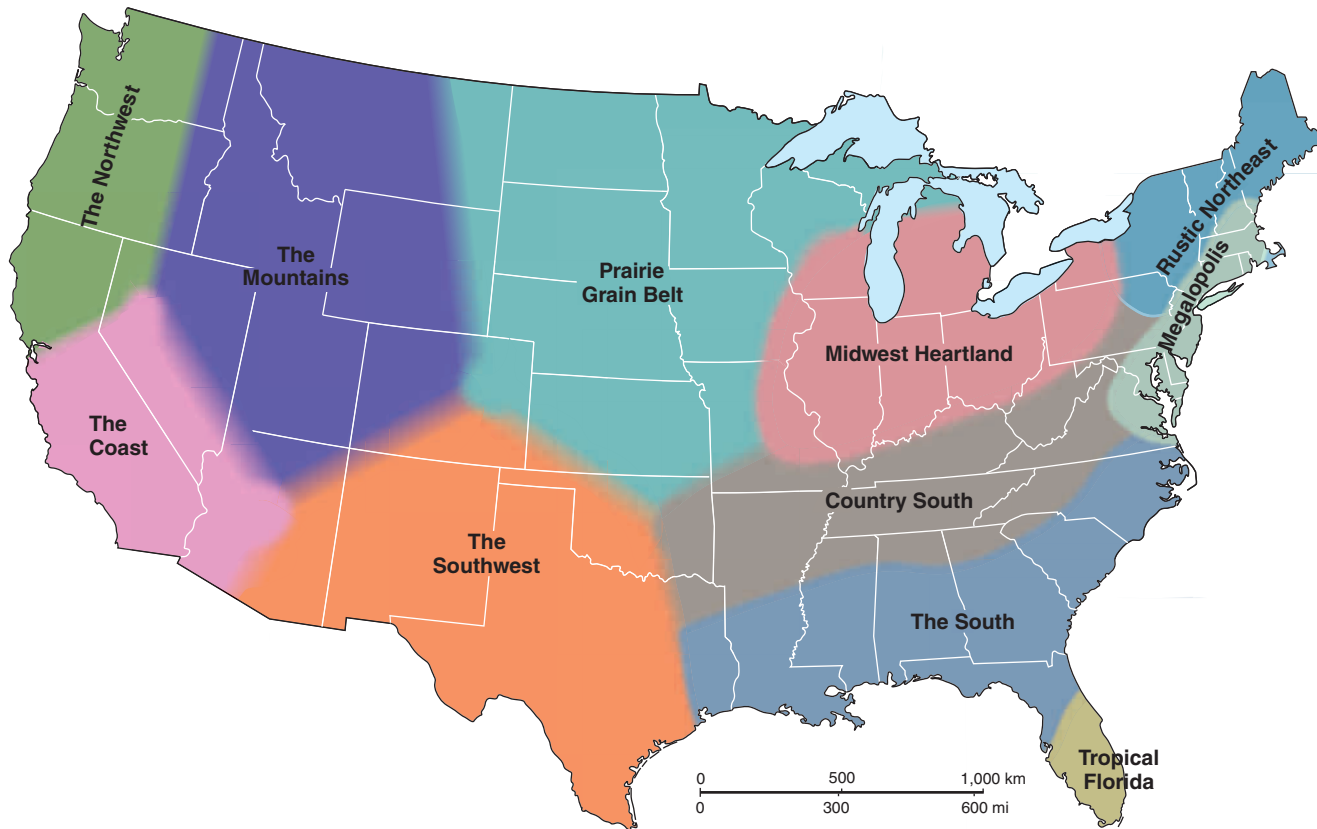 The Northwest
The
Mountains
The
Coast
Prairie
Grain Belt
Midwest Heartland
Rustic Northeast
Megalopolis
Country South
The
Southwest
The South
Tropical
Florida
0 500 1,000 km
0 300 600 mi